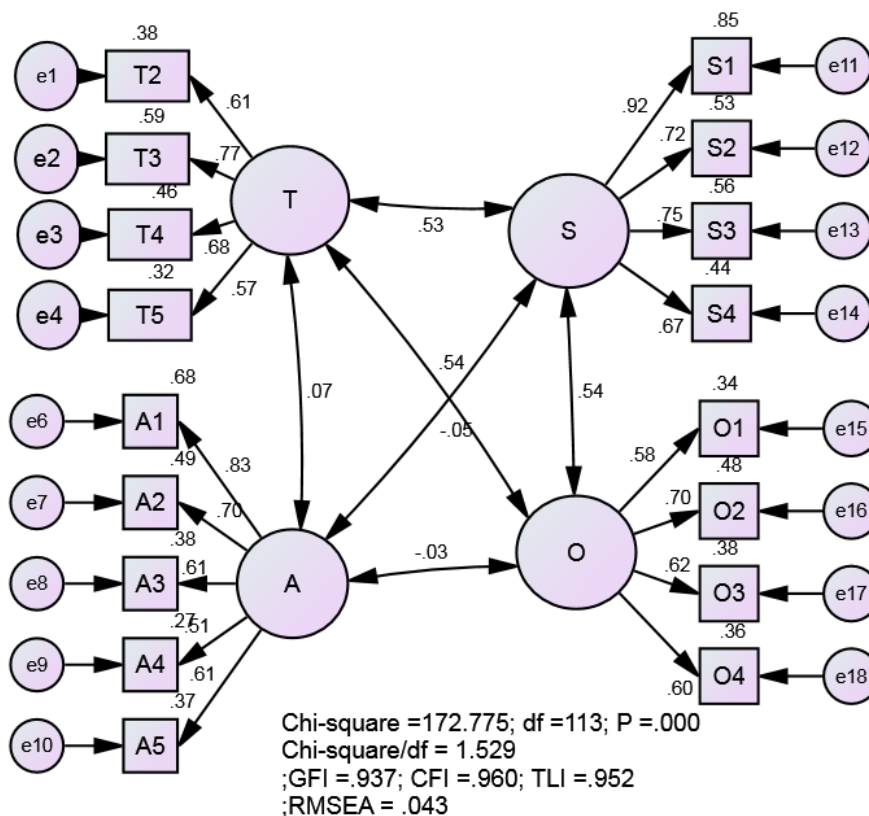 .38
e1
T2
.61
.59
e2
T3
.77
.46
e3
T4
.68
.32
e4
T5
.57
T
.85
S1
e11
.92
.53
S2
e12
.72
.56
S3
e13
.75
.44
S4
e14
.67
S
.53
.07
.54
-.05
.54
-.03
.68
e6
A1
.83
.49
e7
A2
.70
.38
e8
A3
.61
.27
e9
A4
.51
.37
e10
A5
.61
A
.34
O1
e15
.58
.48
O2
e16
.70
.38
O3
e17
.62
.36
O4
e18
.60
O
Chi-square =172.775; df =113; P =.000
Chi-square/df = 1.529
;GFI =.937; CFI =.960; TLI =.952
;RMSEA = .043